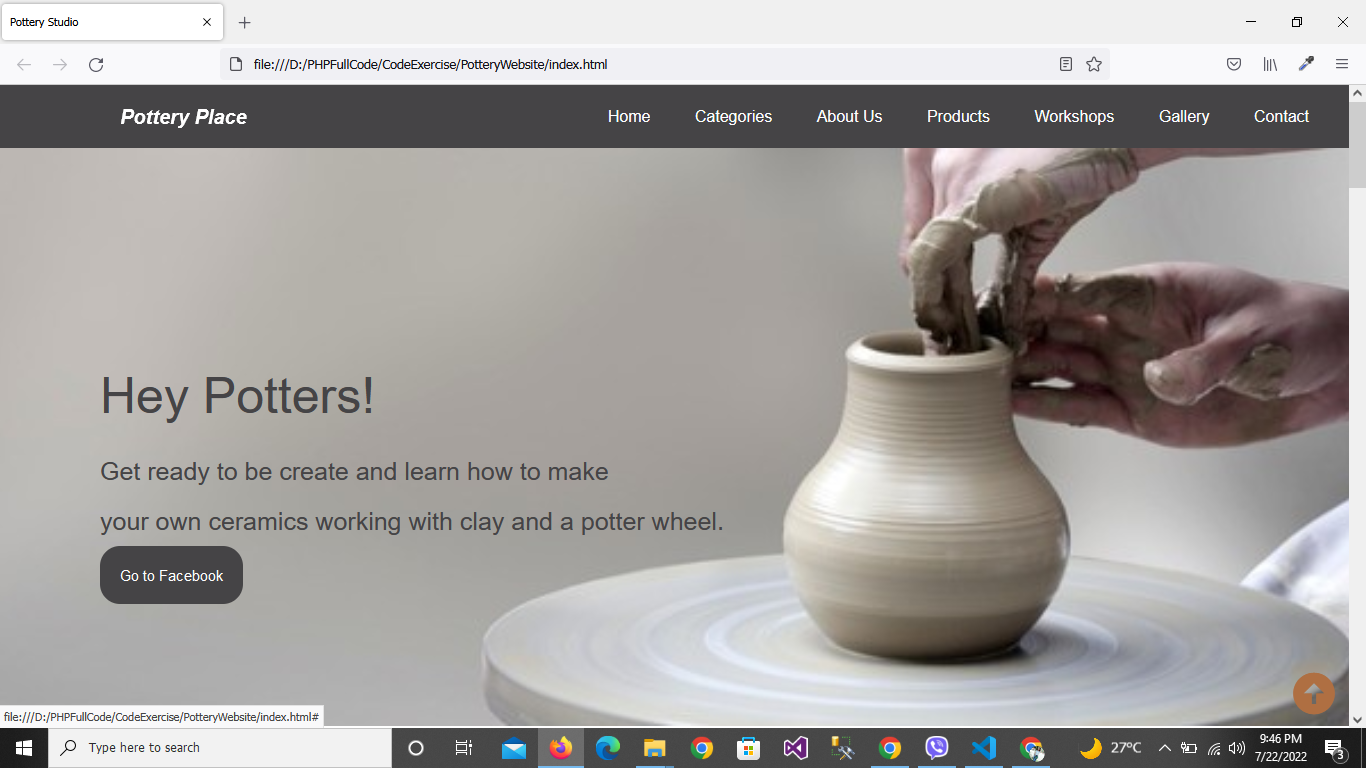 Pottery Studio
file:///D:/PHPFullCode/CodeExercise/PotteryWebsite/index.html
Pottery Place
Home Categories About Us Products Workshops Gallery Contact
Hey Potters!
Get ready to be create and learn how to make
your own ceramics working with clay and a potter wheel.
Go to Facebook
file:///D:/PHPFullCode/CodeExercise/PotteryWebsite/index.html#
Type here to search
27°C
9:46 PM
7/22/2022
3